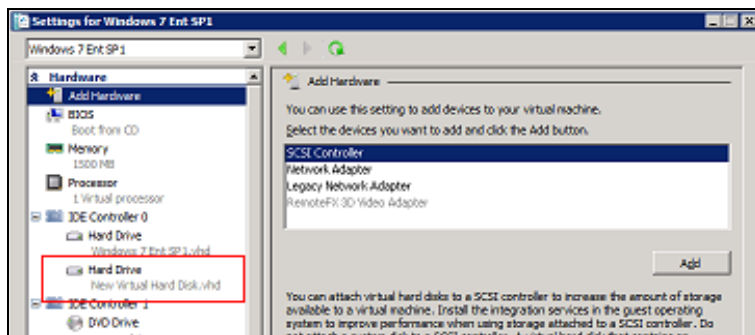 Settings for Windows 7 Ent SP1
Windows 7 Ent SP1
Hardware
Add Hardware
BIOS
Boot from CD
Memory
1500 MB
Processor
1 Virtual processor
IDE Controller 0
Hard Drive
Windows 7 Ent SP1.vhd
Hard Drive
New Virtual Hard Disk.vhd
IDE Controller 1
DVD Drive
Add Hardware
You can use this setting to add devices to your virtual machine.
Select the devices you want to add and click the Add button.
SCSI Controller
Network Adapter
Legacy Network Adapter
RemoteFX 3D Video Adapter
Add
You can attach virtual hard disks to a SCSI controller to increase the amount of storage
available to a virtual machine. Install the integration services in the guest operating
system to improve performance when using storage attached to a SCSI controller. Do